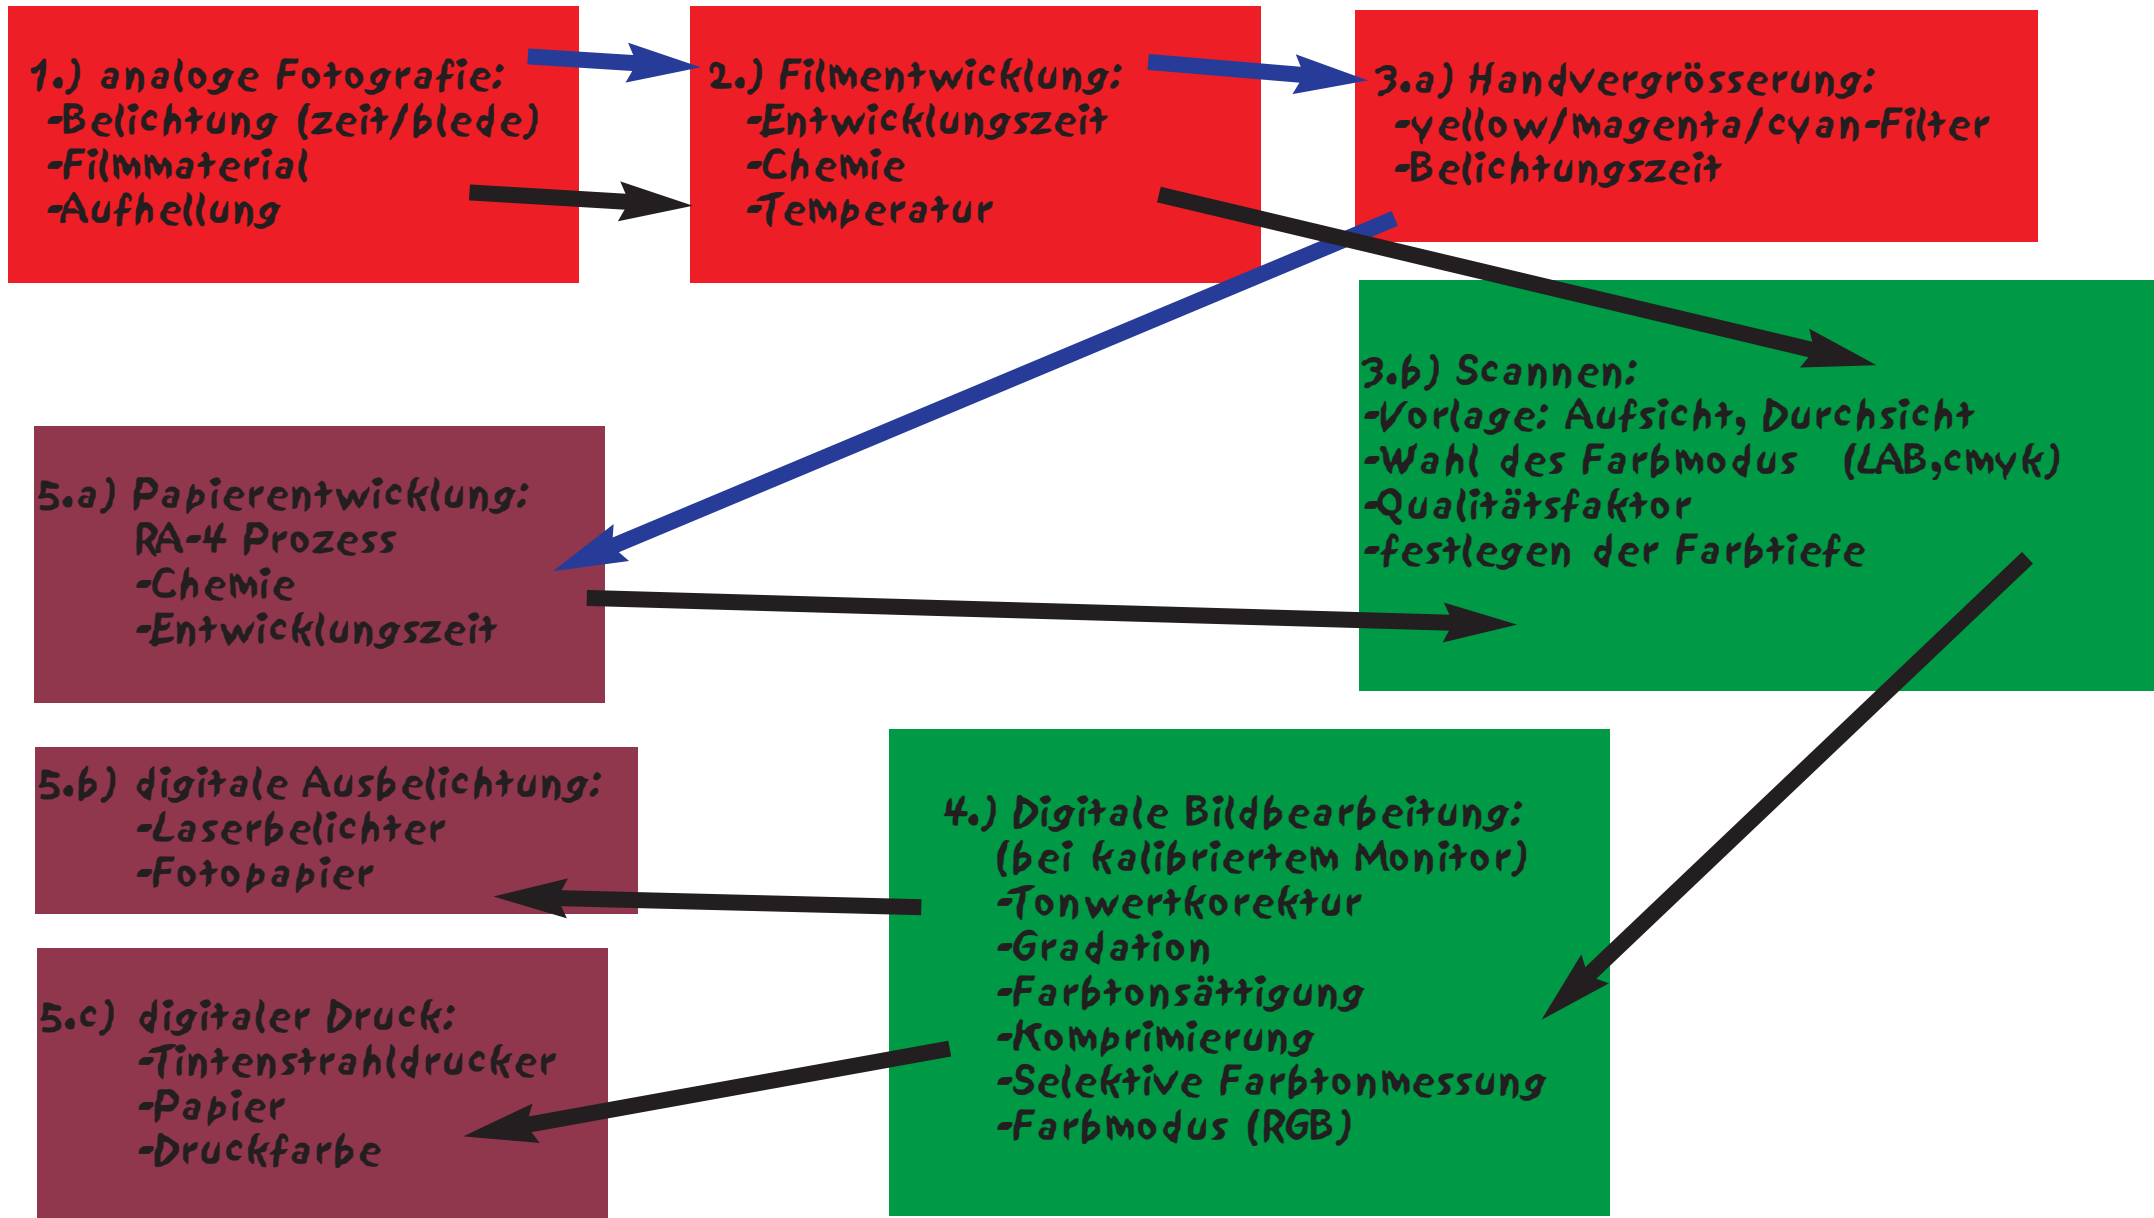 1.) analoge Fotografie:
-Belichtung (zeit/blede)
-Filmmaterial
-Aufhellung
2.) Filmentwicklung:
-Entwicklungszeit
-Chemie
-Temperatur
3.a) Handvergrösserung:
-yellow/magenta/cyan-Filter
-Belichtungszeit
3.b) Scannen:
-Vorlage: Aufsicht, Durchsicht
-Wahl des Farbmodus (LAB,cmyk)
-Qualitätsfaktor
-festlegen der Farbtiefe
4.) Digitale Bildbearbeitung:
(bei kalibriertem Monitor)
-Tonwertkorektur
-Gradation
-Farbtonsättigung
-Komprimierung
-Selektive Farbtonmessung
-Farbmodus (RGB)
5.a) Papierentwicklung:
RA-4 Prozess
-Chemie
-Entwicklungszeit
5.b) digitale Ausbelichtung:
-Laserbelichter
-Fotopapier
5.c) digitaler Druck:
-Tintenstrahldrucker
-Papier
-Druckfarbe